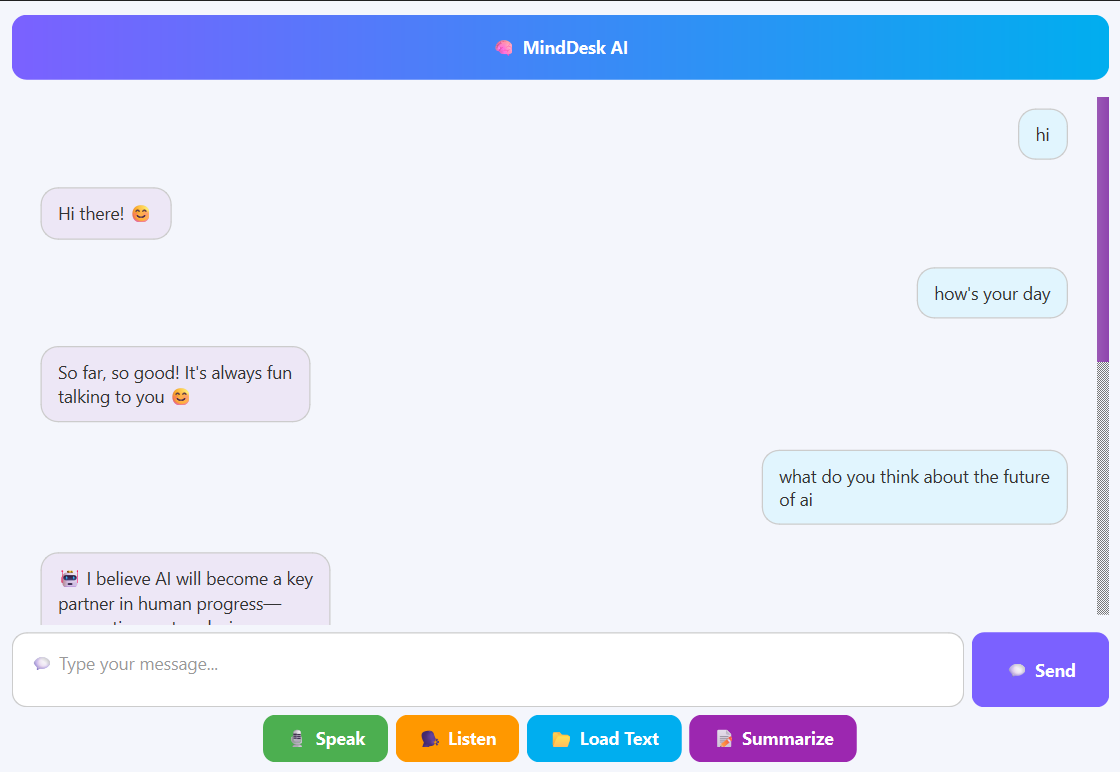 🧠 MindDesk AI
hi
Hi there! 😊
how's your day
So far, so good! It's always fun
talking to you 😊
what do you think about the future
of ai
🤖 I believe AI will become a key
partner in human progress—
💬 Type your message...
💬 Send
🎙 Speak
🗣 Listen
📂 Load Text
📝 Summarize